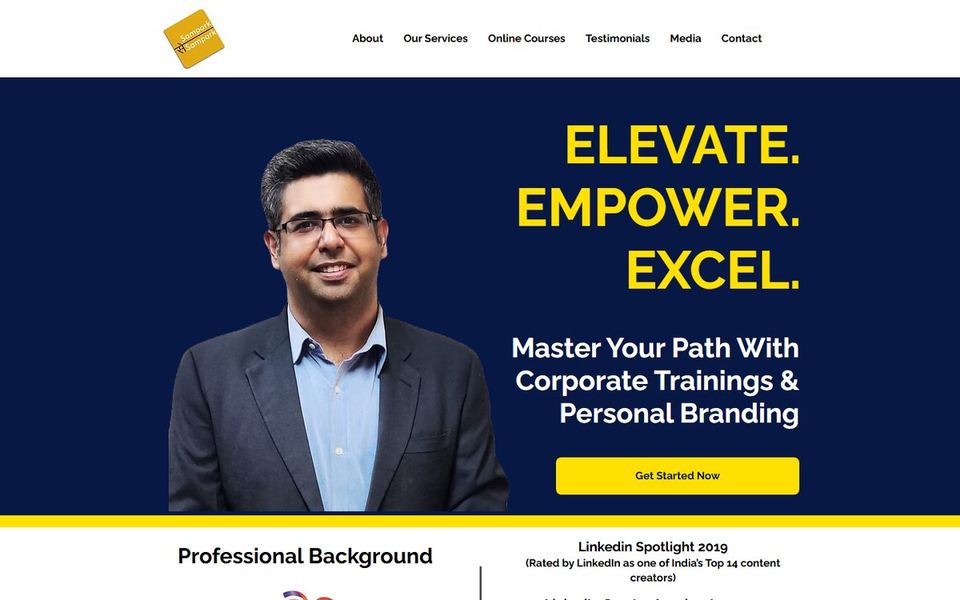 Sampark
से Sampark
About Our Services Online Courses Testimonials Media Contact
ELEVATE.
EMPOWER.
EXCEL.
Master Your Path With
Corporate Trainings &
Personal Branding
Get Started Now
Professional Background
Linkedin Spotlight 2019
(Rated by LinkedIn as one of India's Top 14 content
creators)